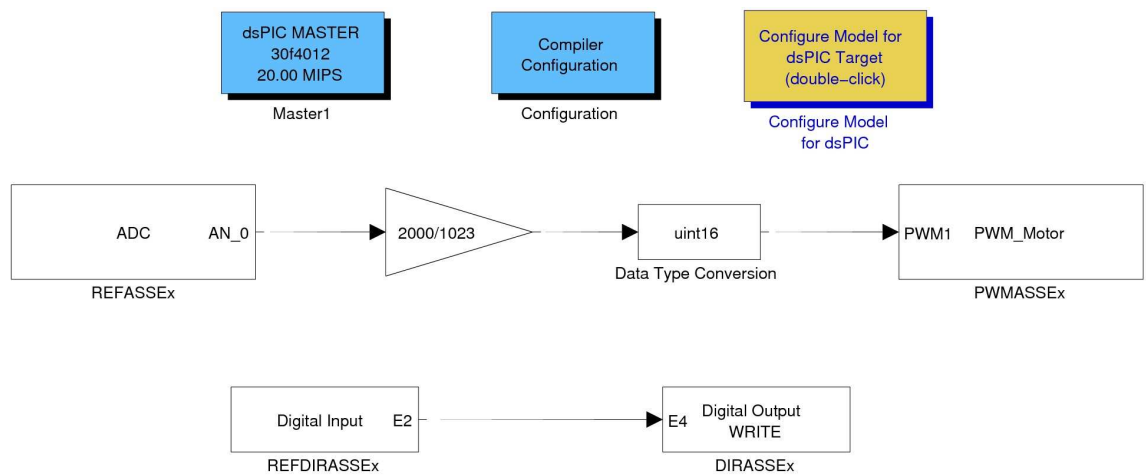 dsPIC MASTER
30f4012
20.00 MIPS
Master1
Compiler
Configuration
Configuration
Configure Model for
dsPIC Target
(double−click)
Configure Model
for dsPIC
ADC AN_0
REFASSEx
2000/1023
uint16
Data Type Conversion
PWM1 PWM_Motor
PWMASSEx
Digital Input E2
REFDIRASSEx
E4 Digital Output
WRITE
DIRASSEx